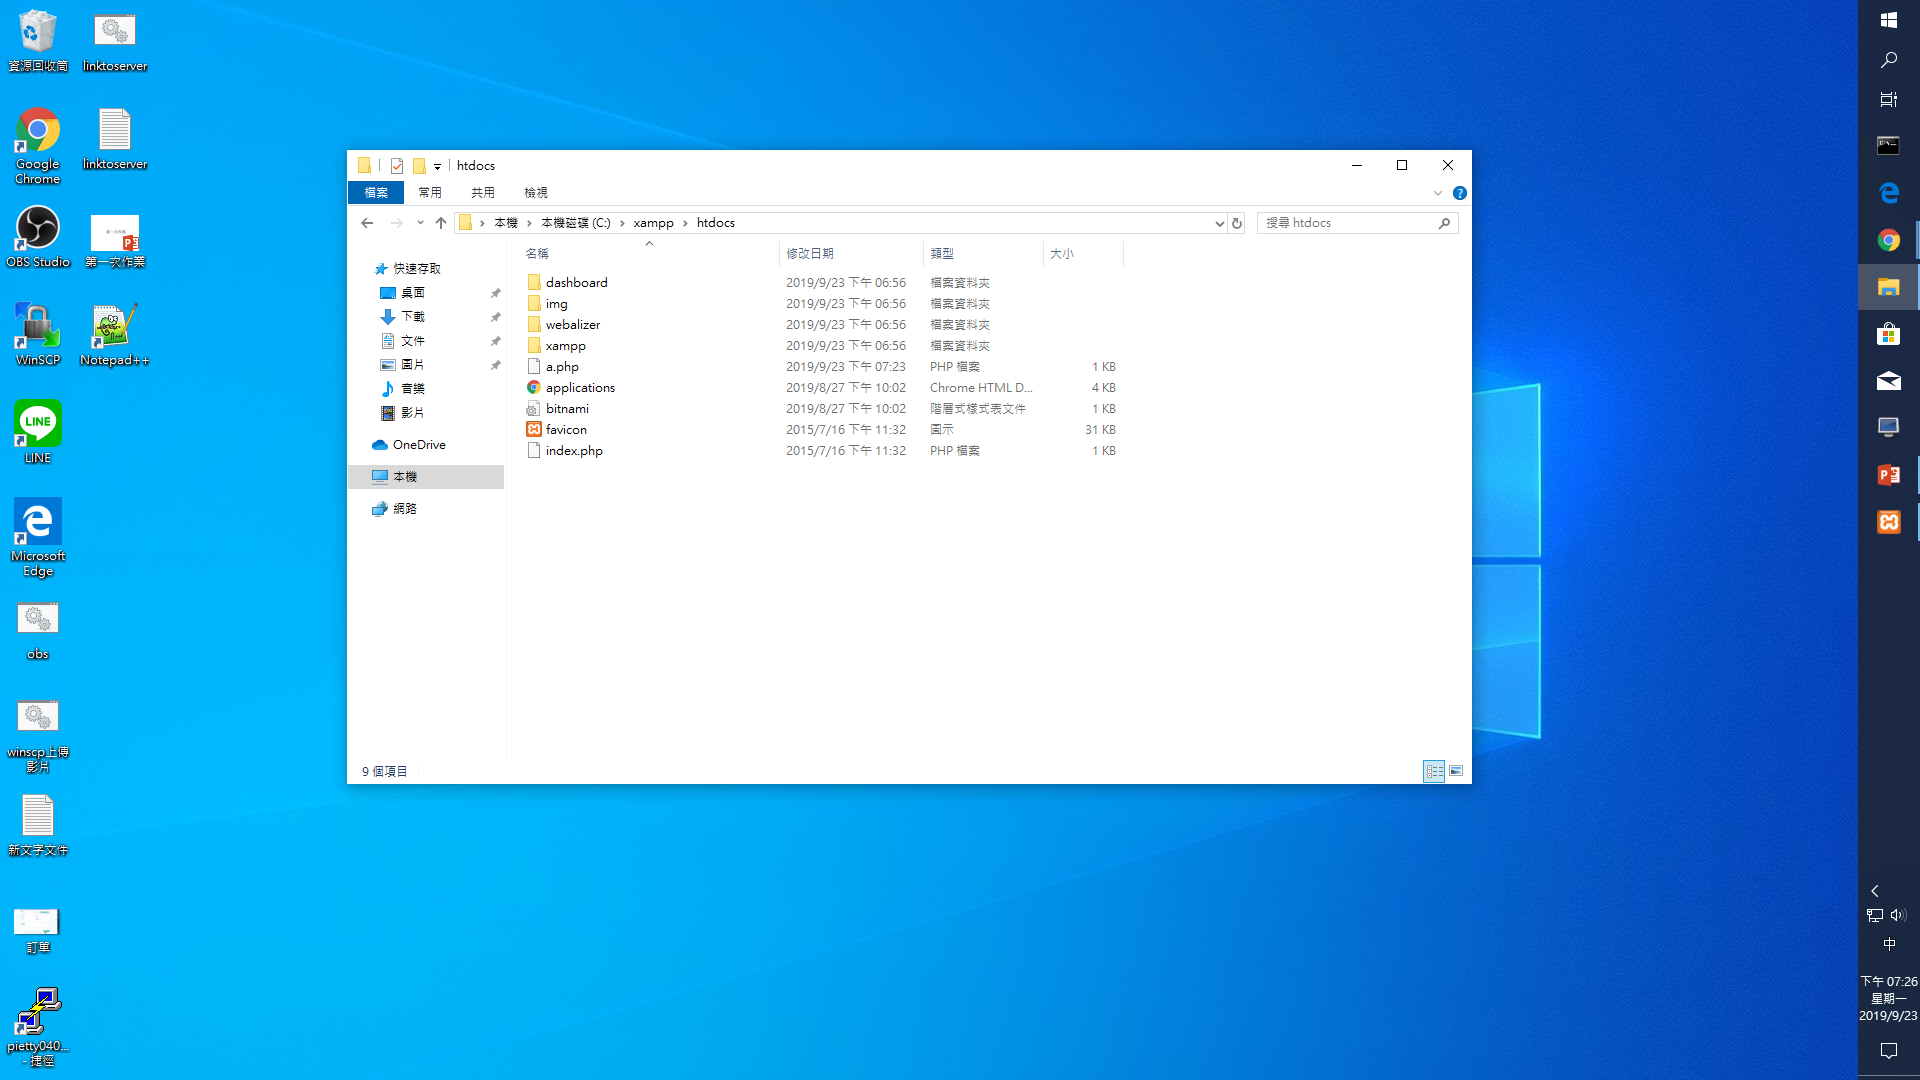 資源回收筒
linktoserver
Google
Chrome
linktoserver
OBS Studio
第一次作業
WinSCP
Notepad++
LINE
LINE
Microsoft
Edge
obs
winscp上傳
影片
新文字文件
訂單
pietty040...
- 捷徑
htdocs
檔案
常用
共用
檢視
本機 › 本機磁碟 (C:) › xampp › htdocs
搜尋 htdocs
名稱 修改日期 類型 大小
快速存取
桌面
下載
文件
圖片
音樂
影片
OneDrive
本機
網路
dashboard 2019/9/23 下午 06:56 檔案資料夾
img 2019/9/23 下午 06:56 檔案資料夾
webalizer 2019/9/23 下午 06:56 檔案資料夾
xampp 2019/9/23 下午 06:56 檔案資料夾
a.php 2019/9/23 下午 07:23 PHP 檔案 1 KB
applications 2019/8/27 下午 10:02 Chrome HTML D... 4 KB
bitnami 2019/8/27 下午 10:02 階層式樣式表文件 1 KB
favicon 2015/7/16 下午 11:32 圖示 31 KB
index.php 2015/7/16 下午 11:32 PHP 檔案 1 KB
9 個項目
中
下午 07:26
星期一
2019/9/23